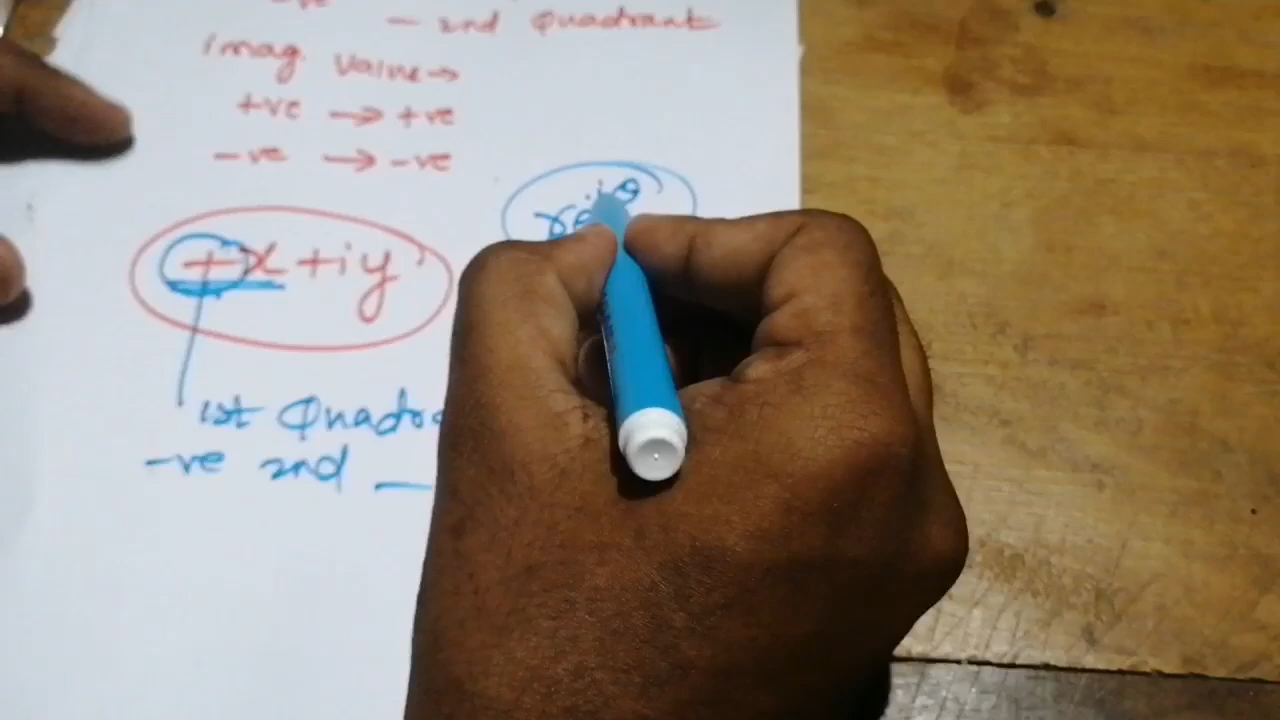 - 2nd Quadrant
Imag. Value →
+ve → +ve
-ve → -ve
+x + iy
1st
-ve 2nd _